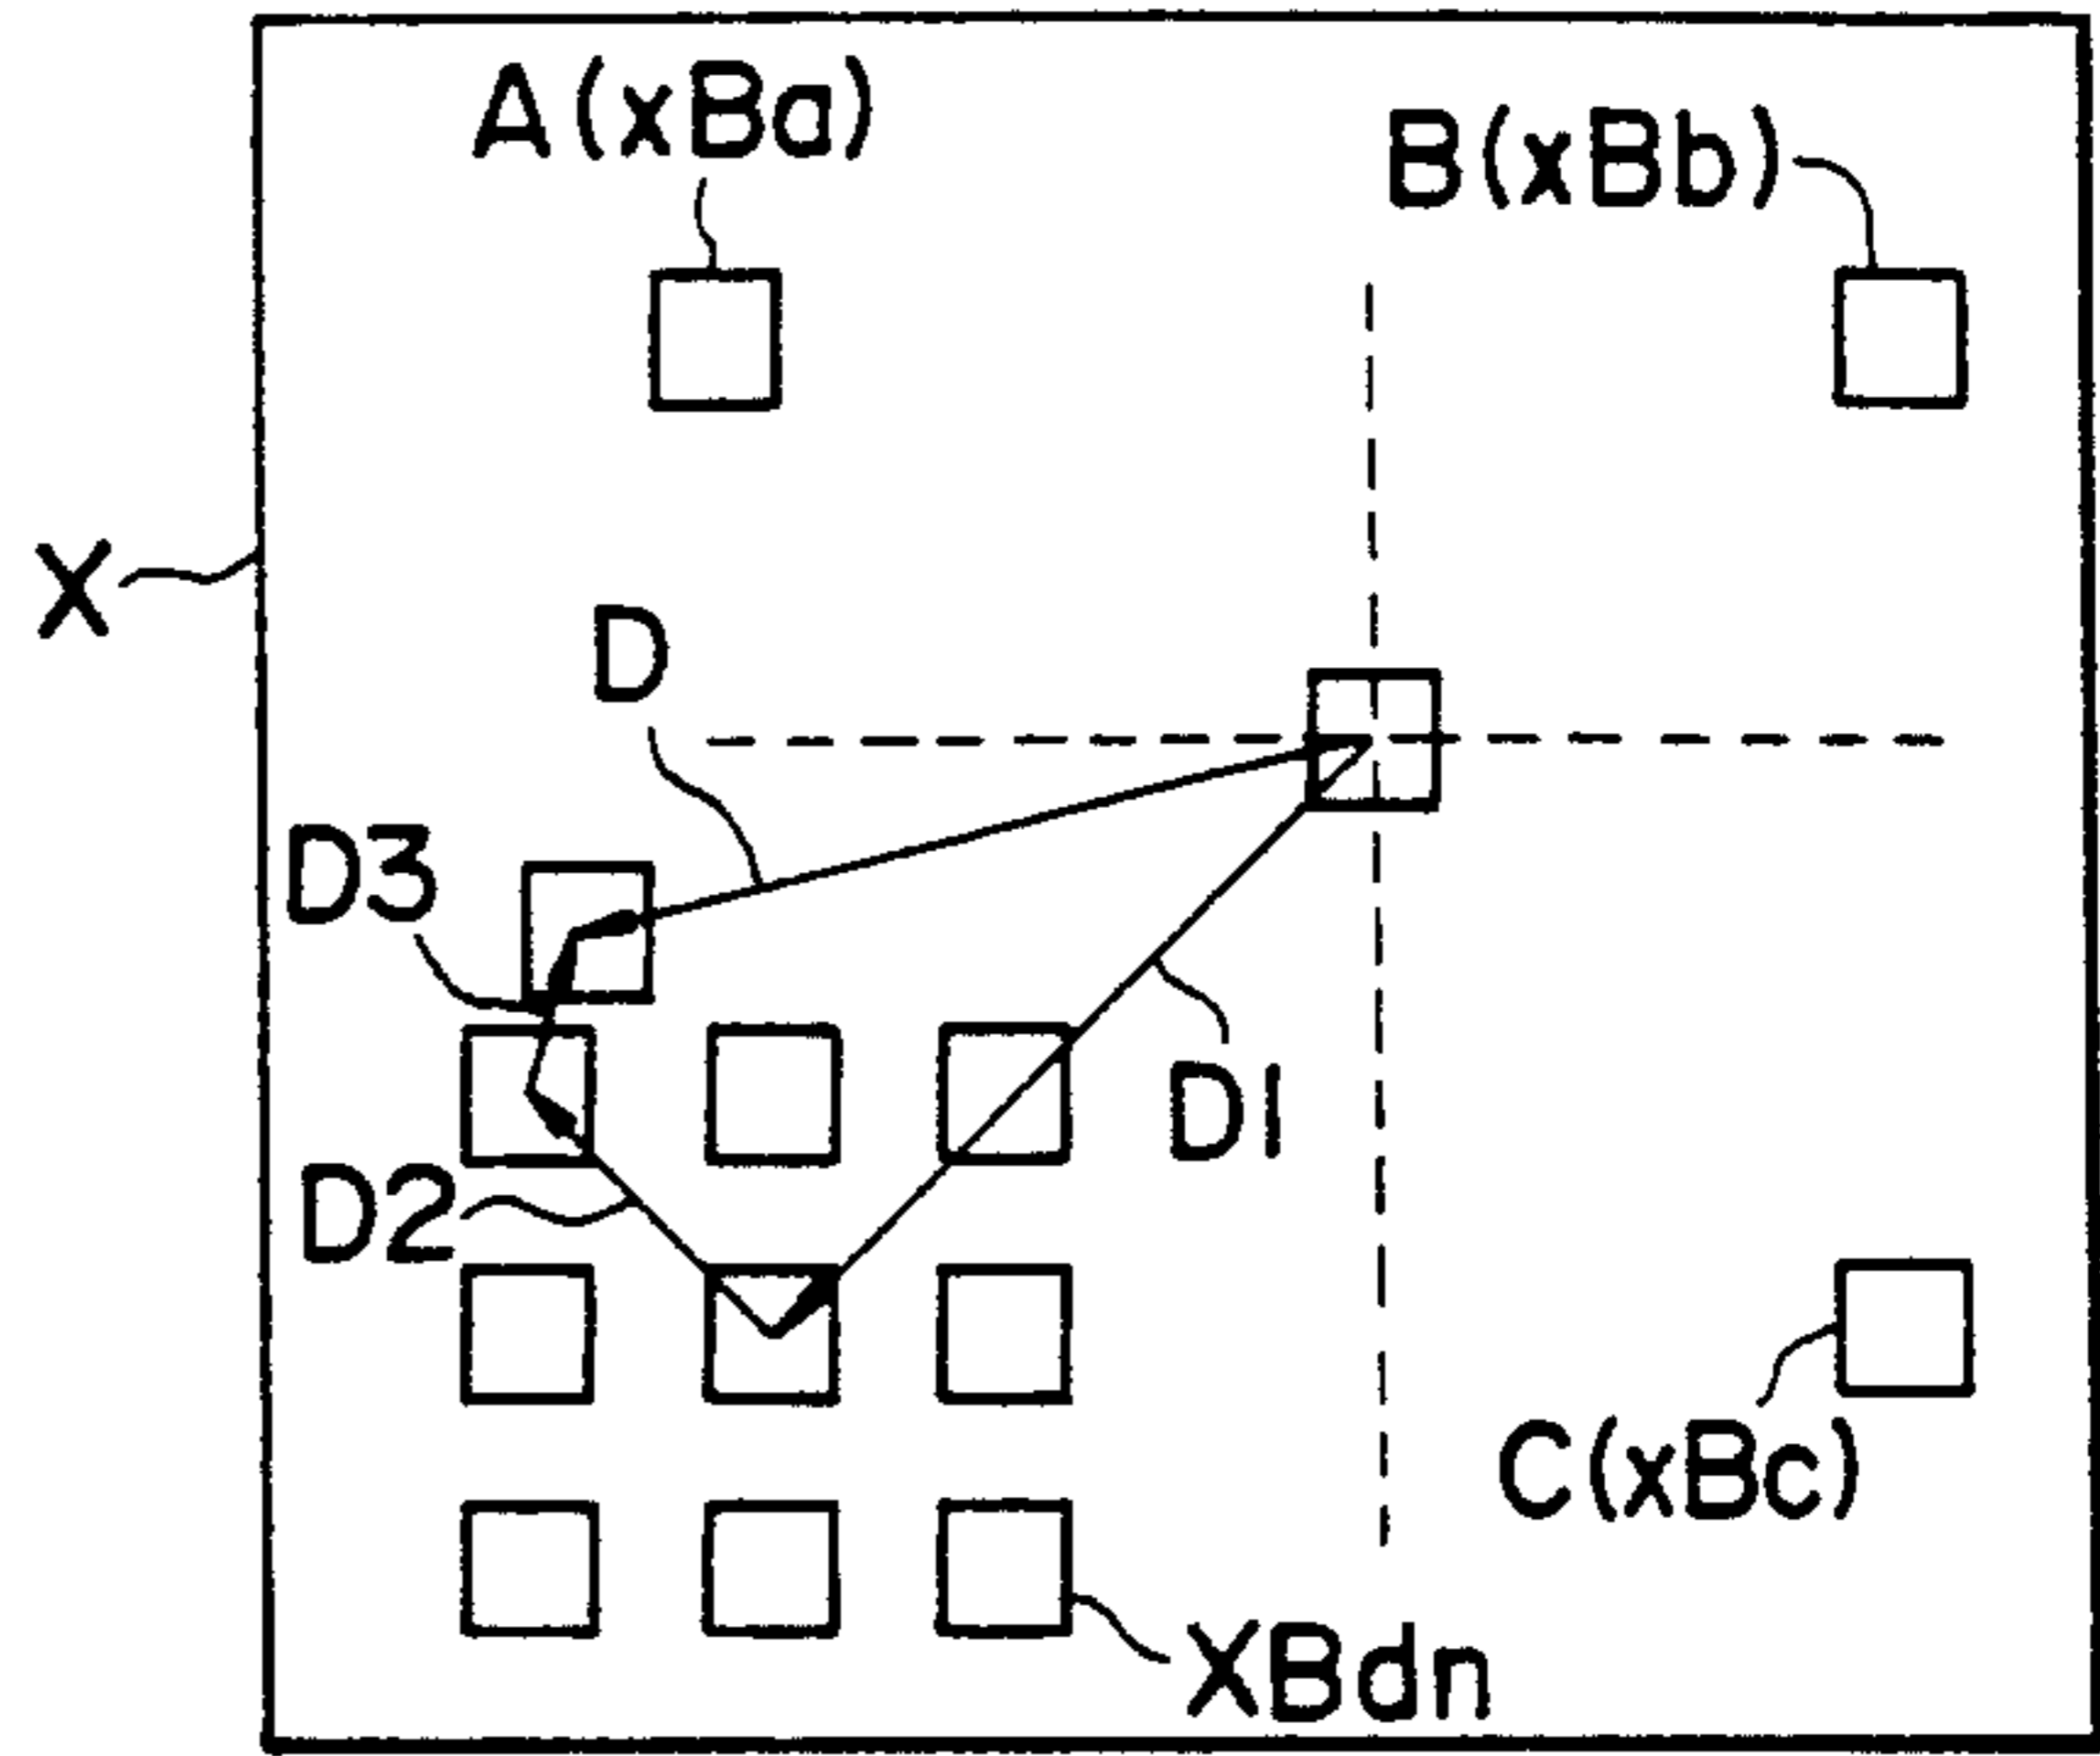 A(xBa)
B(xBb)
X
D
D3
D1
D2
C(xBc)
XBdn